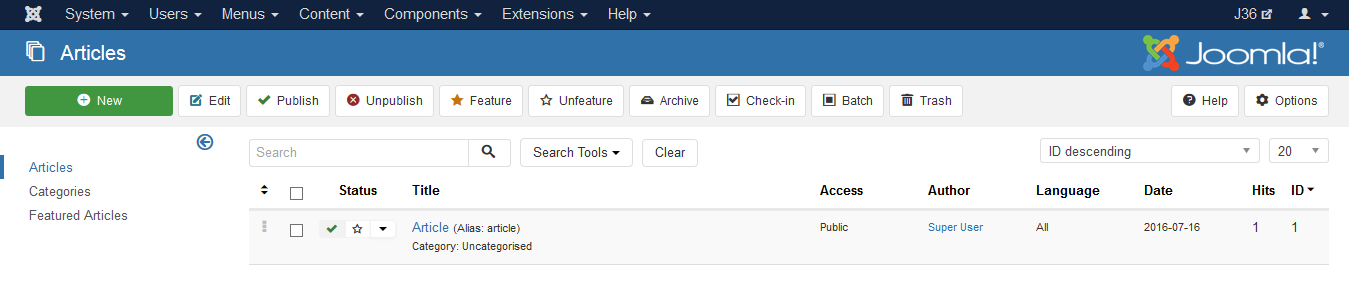 System Users Menus Content Components Extensions Help J36
Articles Joomla!®
New Edit Publish Unpublish Feature Unfeature Archive Check-in Batch Trash Help Options
Search Search Tools Clear ID descending 20
Articles
Categories
Featured Articles
Status Title Access Author Language Date Hits ID
Article (Alias: article) Public Super User All 2016-07-16 1 1
Category: Uncategorised